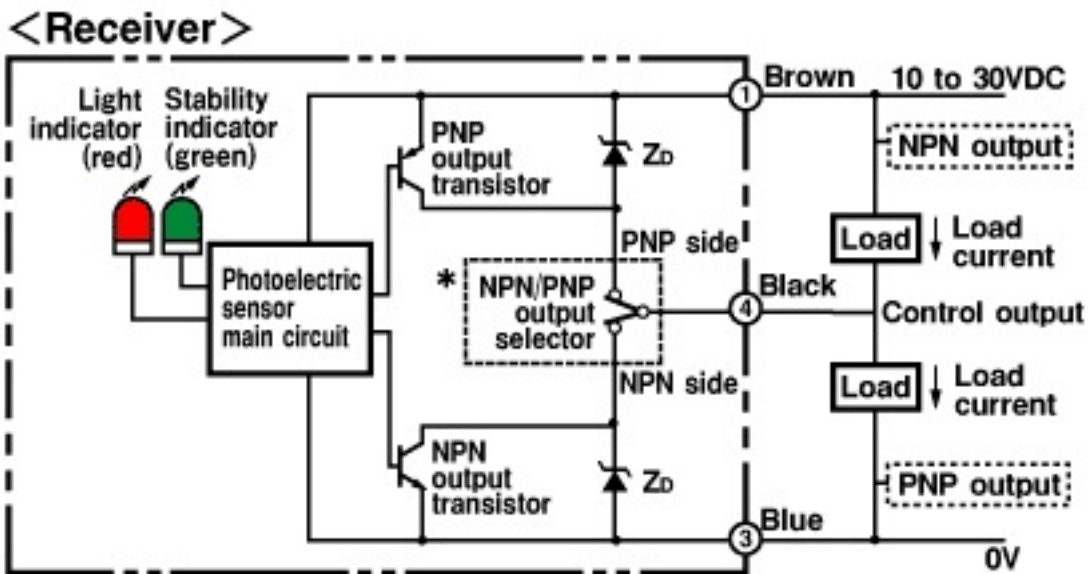 <Receiver>
Light
indicator
(red)
Stability
indicator
(green)
PNP
output
transistor
ZD
1
Brown
10 to 30VDC
NPN output
Load
Load
current
PNP side
Photoelectric
sensor
main circuit
*
NPN/PNP
output
selector
4
Black
Control output
NPN side
Load
Load
current
NPN
output
transistor
ZD
PNP output
3
Blue
0V